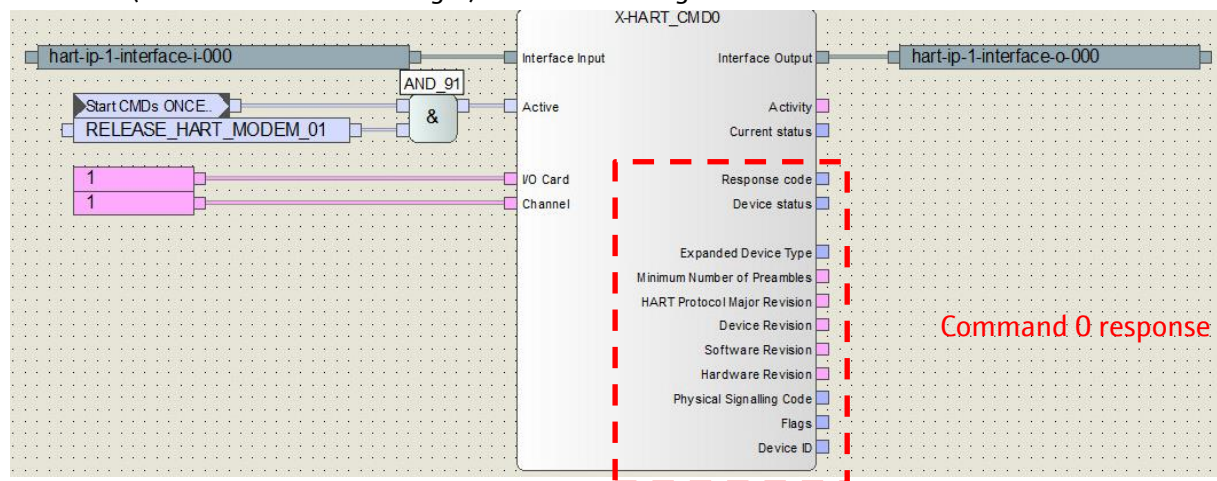 X-HART_CMD0
hart-ip-1-interface-i-000
Interface Input
Interface Output
hart-ip-1-interface-o-000
AND_91
Start CMDs ONCE..
&
Active
Activity
RELEASE_HART_MODEM_01
Current status
1
I/O Card
Response code
1
Channel
Device status
Expanded Device Type
Minimum Number of Preambles
HART Protocol Major Revision
Device Revision
Command 0 response
Software Revision
Hardware Revision
Physical Signalling Code
Flags
Device ID